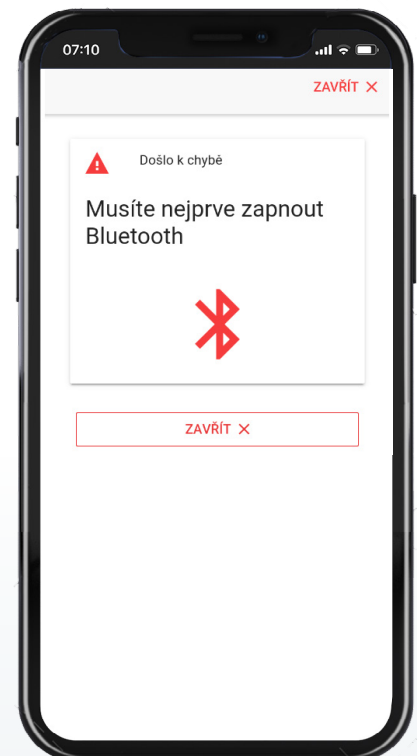 07:10
ZAVŘÍT
Došlo k chybě
Musíte nejprve zapnout
Bluetooth
ZAVŘÍT